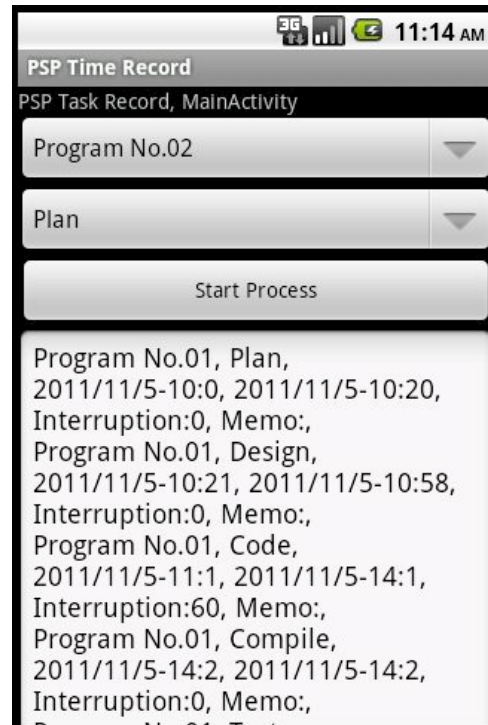 3G 11:14 AM
PSP Time Record
PSP Task Record, MainActivity
Program No.02
Plan
Start Process
Program No.01, Plan,
2011/11/5-10:0, 2011/11/5-10:20,
Interruption:0, Memo:,
Program No.01, Design,
2011/11/5-10:21, 2011/11/5-10:58,
Interruption:0, Memo:,
Program No.01, Code,
2011/11/5-11:1, 2011/11/5-14:1,
Interruption:60, Memo:,
Program No.01, Compile,
2011/11/5-14:2, 2011/11/5-14:2,
Interruption:0, Memo:,